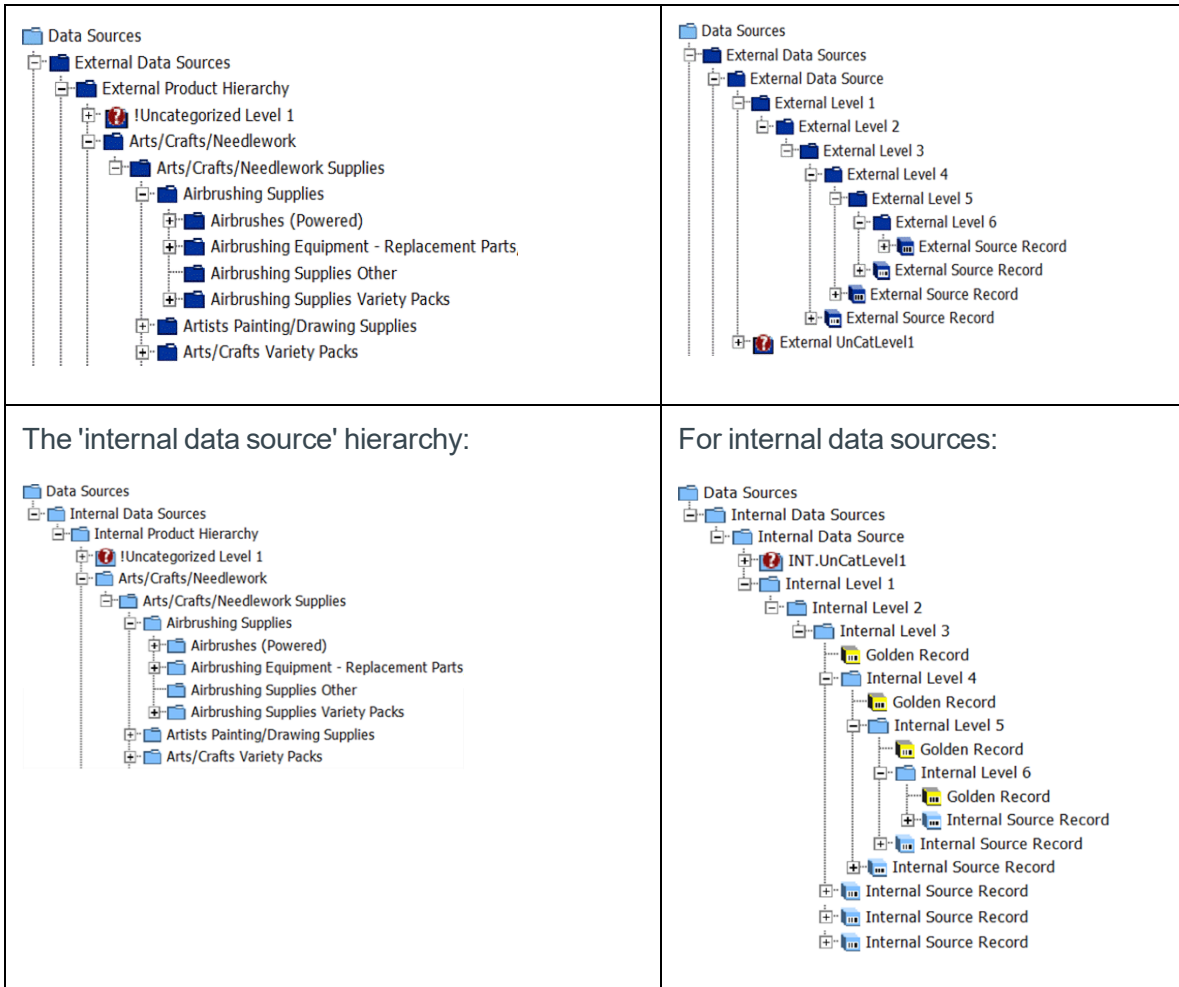 Data Sources
External Data Sources
External Product Hierarchy
!Uncategorized Level 1
Arts/Crafts/Needlework
Arts/Crafts/Needlework Supplies
Airbrushing Supplies
Airbrushes (Powered)
Airbrushing Equipment - Replacement Parts,
Airbrushing Supplies Other
Airbrushing Supplies Variety Packs
Artists Painting/Drawing Supplies
Arts/Crafts Variety Packs
Data Sources
External Data Sources
External Data Source
External Level 1
External Level 2
External Level 3
External Level 4
External Level 5
External Level 6
External Source Record
External Source Record
External Source Record
External Source Record
External UnCatLevel1
The 'internal data source' hierarchy:
Data Sources
Internal Data Sources
Internal Product Hierarchy
!Uncategorized Level 1
Arts/Crafts/Needlework
Arts/Crafts/Needlework Supplies
Airbrushing Supplies
Airbrushes (Powered)
Airbrushing Equipment - Replacement Parts
Airbrushing Supplies Other
Airbrushing Supplies Variety Packs
Artists Painting/Drawing Supplies
Arts/Crafts Variety Packs
For internal data sources:
Data Sources
Internal Data Sources
Internal Data Source
INT.UnCatLevel1
Internal Level 1
Internal Level 2
Internal Level 3
Golden Record
Internal Level 4
Golden Record
Internal Level 5
Golden Record
Internal Level 6
Golden Record
Internal Source Record
Internal Source Record
Internal Source Record
Internal Source Record
Internal Source Record
Internal Source Record